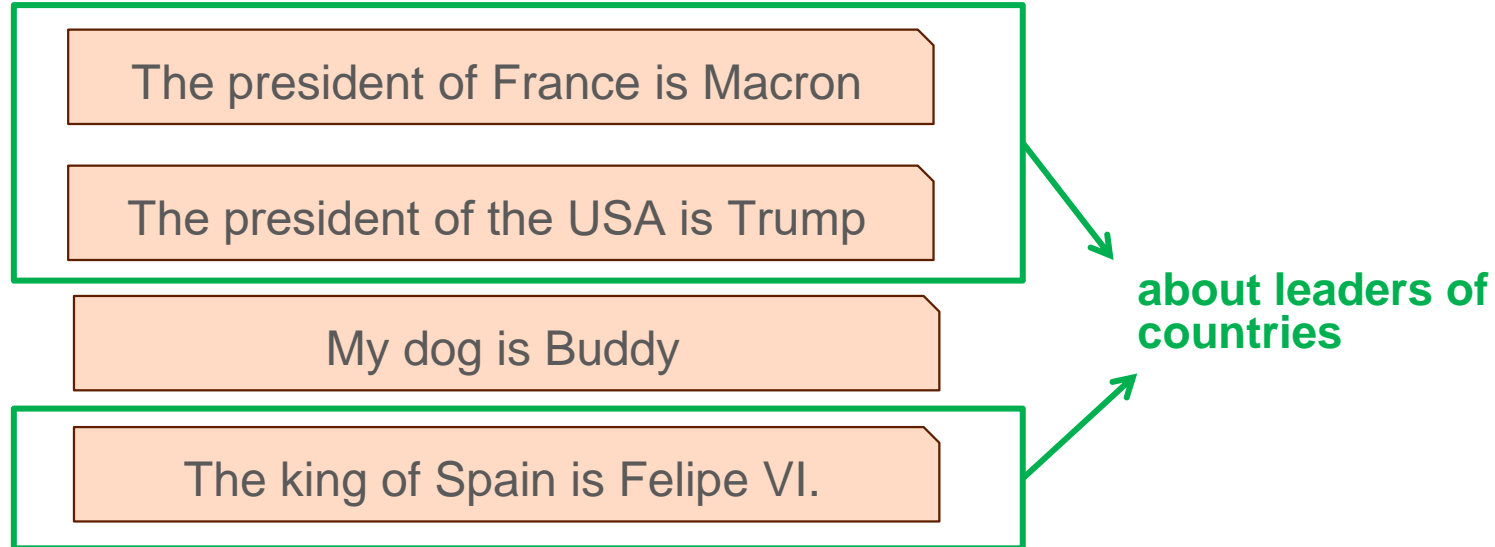 The president of France is Macron
The president of the USA is Trump
about leaders of
countries
My dog is Buddy
The king of Spain is Felipe VI.